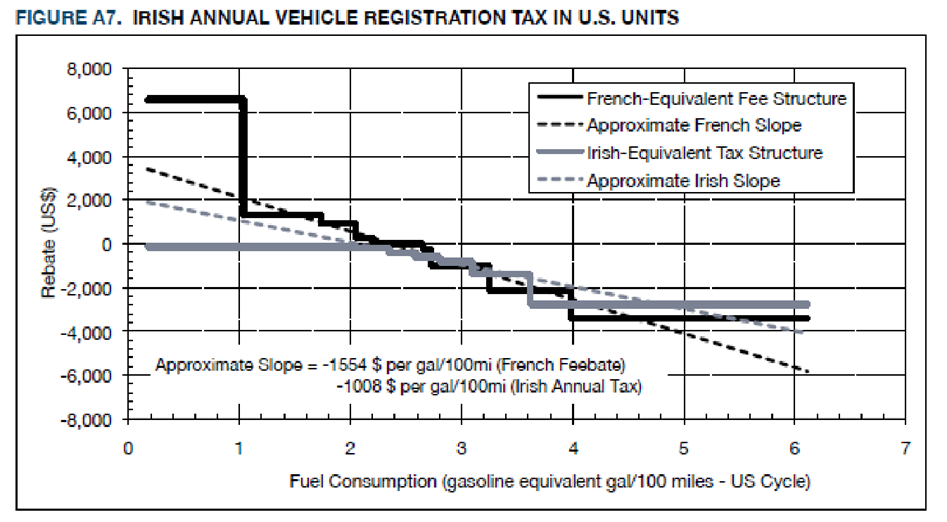 FIGURE A7. IRISH ANNUAL VEHICLE REGISTRATION TAX IN U.S. UNITS
8,000
6,000
4,000
2,000
0
-2,000
-4,000
-6,000
-8,000
Rebate (US$)
French-Equivalent Fee Structure
Approximate French Slope
Irish-Equivalent Tax Structure
Approximate Irish Slope
Approximate Slope = -1554 $ per gal/100mi (French Feebate)
-1008 $ per gal/100mi (Irish Annual Tax)
0 1 2 3 4 5 6 7
Fuel Consumption (gasoline equivalent gal/100 miles - US Cycle)